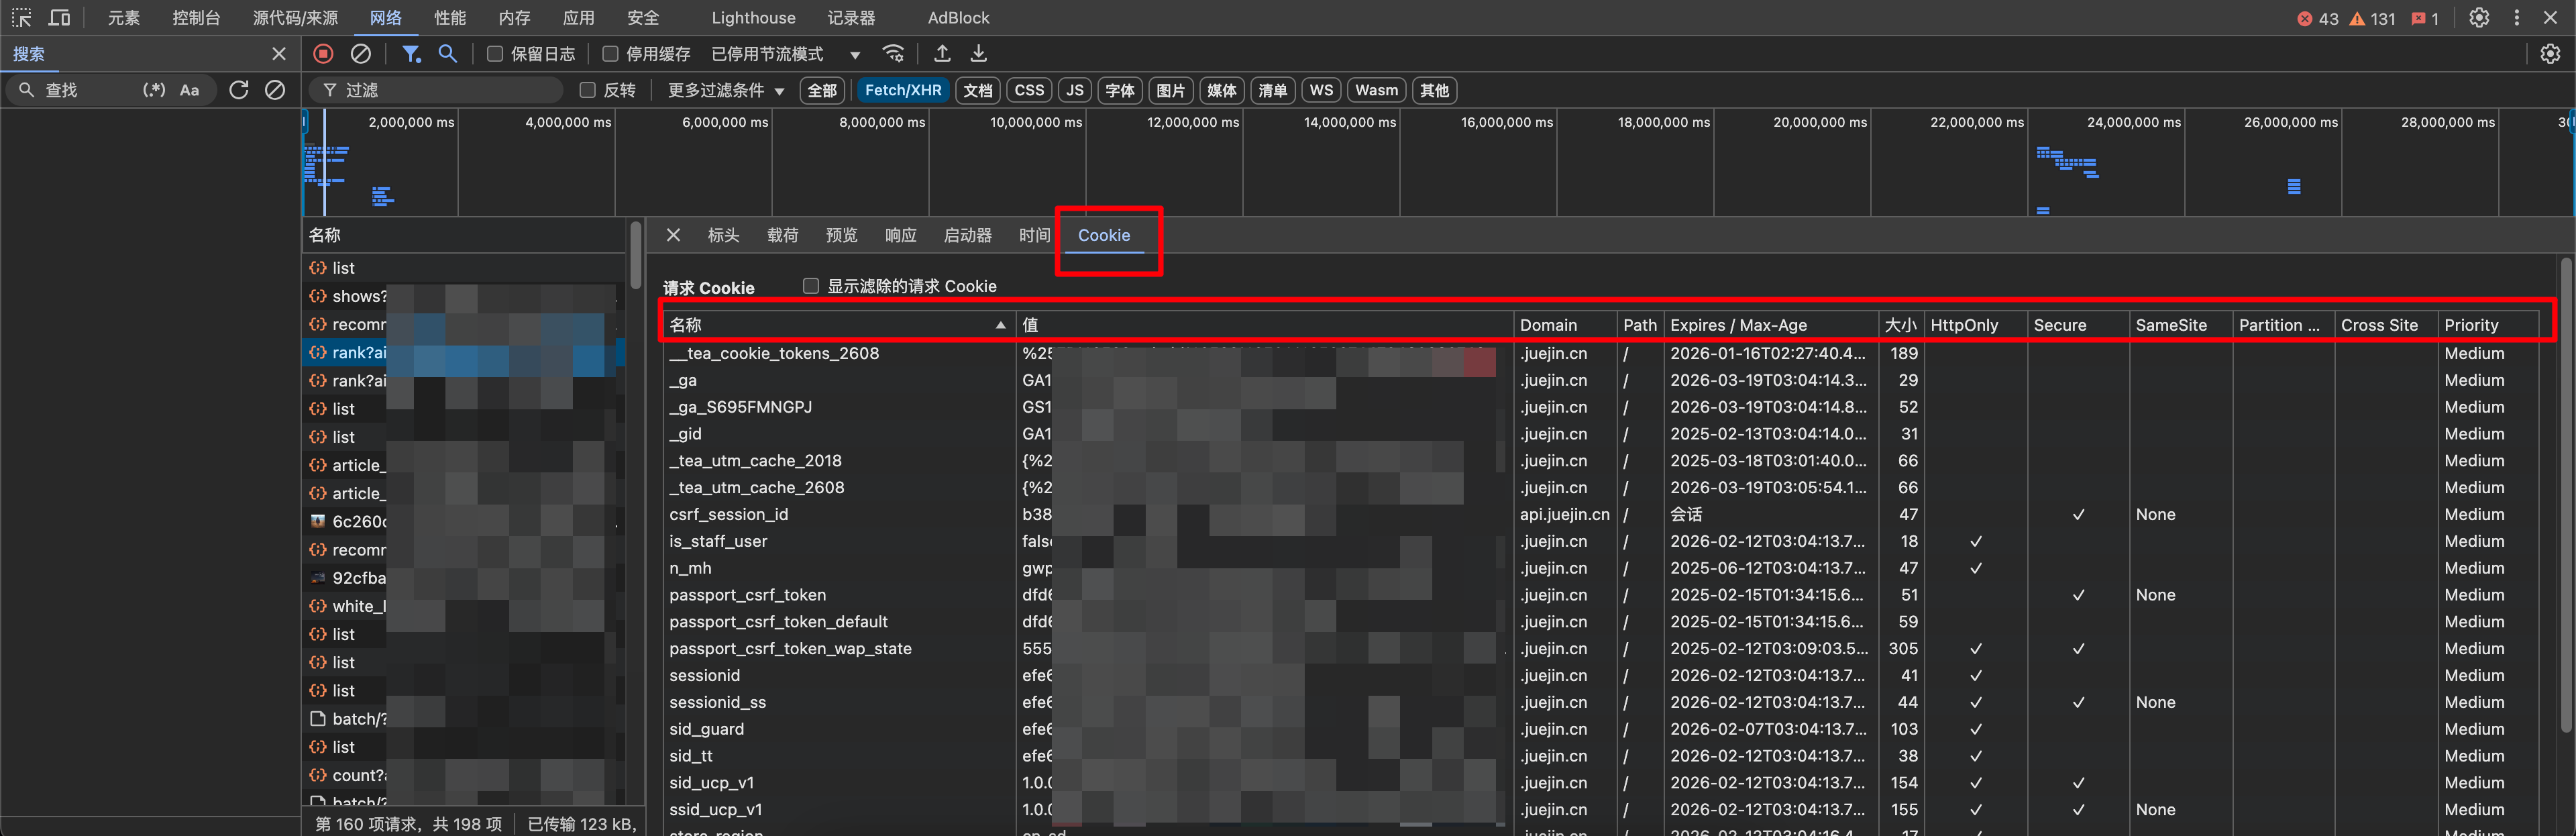 元素 控制台 源代码/来源 网络 性能 内存 应用 安全 Lighthouse 记录器 AdBlock 43 131 1
搜索 保留日志 停用缓存 已停用节流模式
查找 (.*) Aa 过滤 反转 更多过滤条件 全部 Fetch/XHR 文档 CSS JS 字体 图片 媒体 清单 WS Wasm 其他
2,000,000 ms 4,000,000 ms 6,000,000 ms 8,000,000 ms 10,000,000 ms 12,000,000 ms 14,000,000 ms 16,000,000 ms 18,000,000 ms 20,000,000 ms 22,000,000 ms 24,000,000 ms 26,000,000 ms 28,000,000 ms
名称
list
shows?
recomm
rank?ai
rank?ai
list
list
article_
article_
6c260c
recomm
92cfba
white_l
list
list
list
batch/?
list
count?a
batch/?
第 160 项请求，共 198 项 已传输 123 kB,
标头 载荷 预览 响应 启动器 时间 Cookie
请求 Cookie 显示滤除的请求 Cookie
名称 值 Domain Path Expires / Max-Age 大小 HttpOnly Secure SameSite Partition ... Cross Site Priority
__tea_cookie_tokens_2608 %25 .juejin.cn / 2026-01-16T02:27:40.4... 189 Medium
_ga GA1 .juejin.cn / 2026-03-19T03:04:14.3... 29 Medium
_ga_S695FMNGPJ GS1 .juejin.cn / 2026-03-19T03:04:14.8... 52 Medium
_gid GA1 .juejin.cn / 2025-02-13T03:04:14.0... 31 Medium
_tea_utm_cache_2018 {%2 .juejin.cn / 2025-03-18T03:01:40.0... 66 Medium
_tea_utm_cache_2608 {%2 .juejin.cn / 2026-03-19T03:05:54.1... 66 Medium
csrf_session_id b38 api.juejin.cn / 会话 47 ✓ None Medium
is_staff_user false .juejin.cn / 2026-02-12T03:04:13.7... 18 ✓ Medium
n_mh gwp .juejin.cn / 2025-06-12T03:04:13.7... 47 ✓ Medium
passport_csrf_token dfd6 .juejin.cn / 2025-02-15T01:34:15.6... 51 ✓ None Medium
passport_csrf_token_default dfd6 .juejin.cn / 2025-02-15T01:34:15.6... 59 Medium
passport_csrf_token_wap_state 555 .juejin.cn / 2025-02-12T03:09:03.5... 305 ✓ ✓ Medium
sessionid efe6 .juejin.cn / 2026-02-12T03:04:13.7... 41 ✓ Medium
sessionid_ss efe6 .juejin.cn / 2026-02-12T03:04:13.7... 44 ✓ ✓ None Medium
sid_guard efe6 .juejin.cn / 2026-02-07T03:04:13.7... 103 ✓ Medium
sid_tt efe6 .juejin.cn / 2026-02-12T03:04:13.7... 38 ✓ Medium
sid_ucp_v1 1.0.0 .juejin.cn / 2026-02-12T03:04:13.7... 154 ✓ ✓ Medium
ssid_ucp_v1 1.0.0 .juejin.cn / 2026-02-12T03:04:13.7... 155 ✓ ✓ None Medium